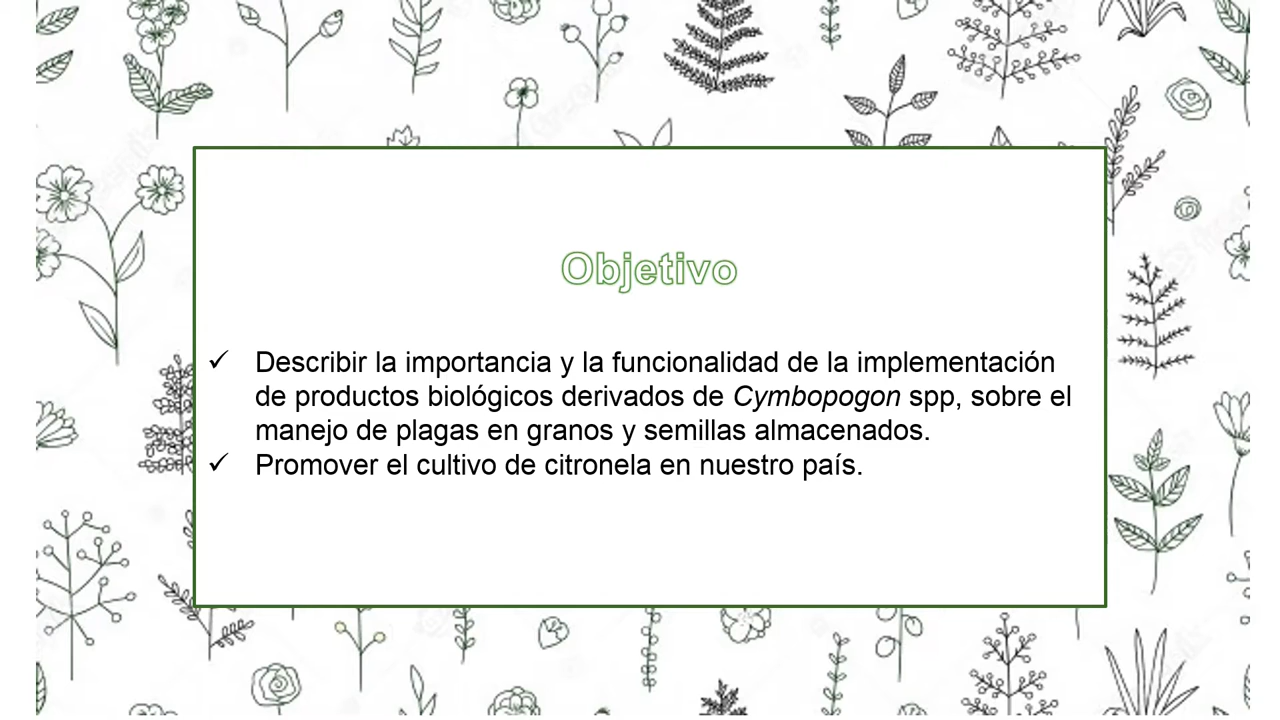 Objetivo
✓ Describir la importancia y la funcionalidad de la implementación
de productos biológicos derivados de Cymbopogon spp, sobre el
manejo de plagas en granos y semillas almacenados.
✓ Promover el cultivo de citronela en nuestro país.